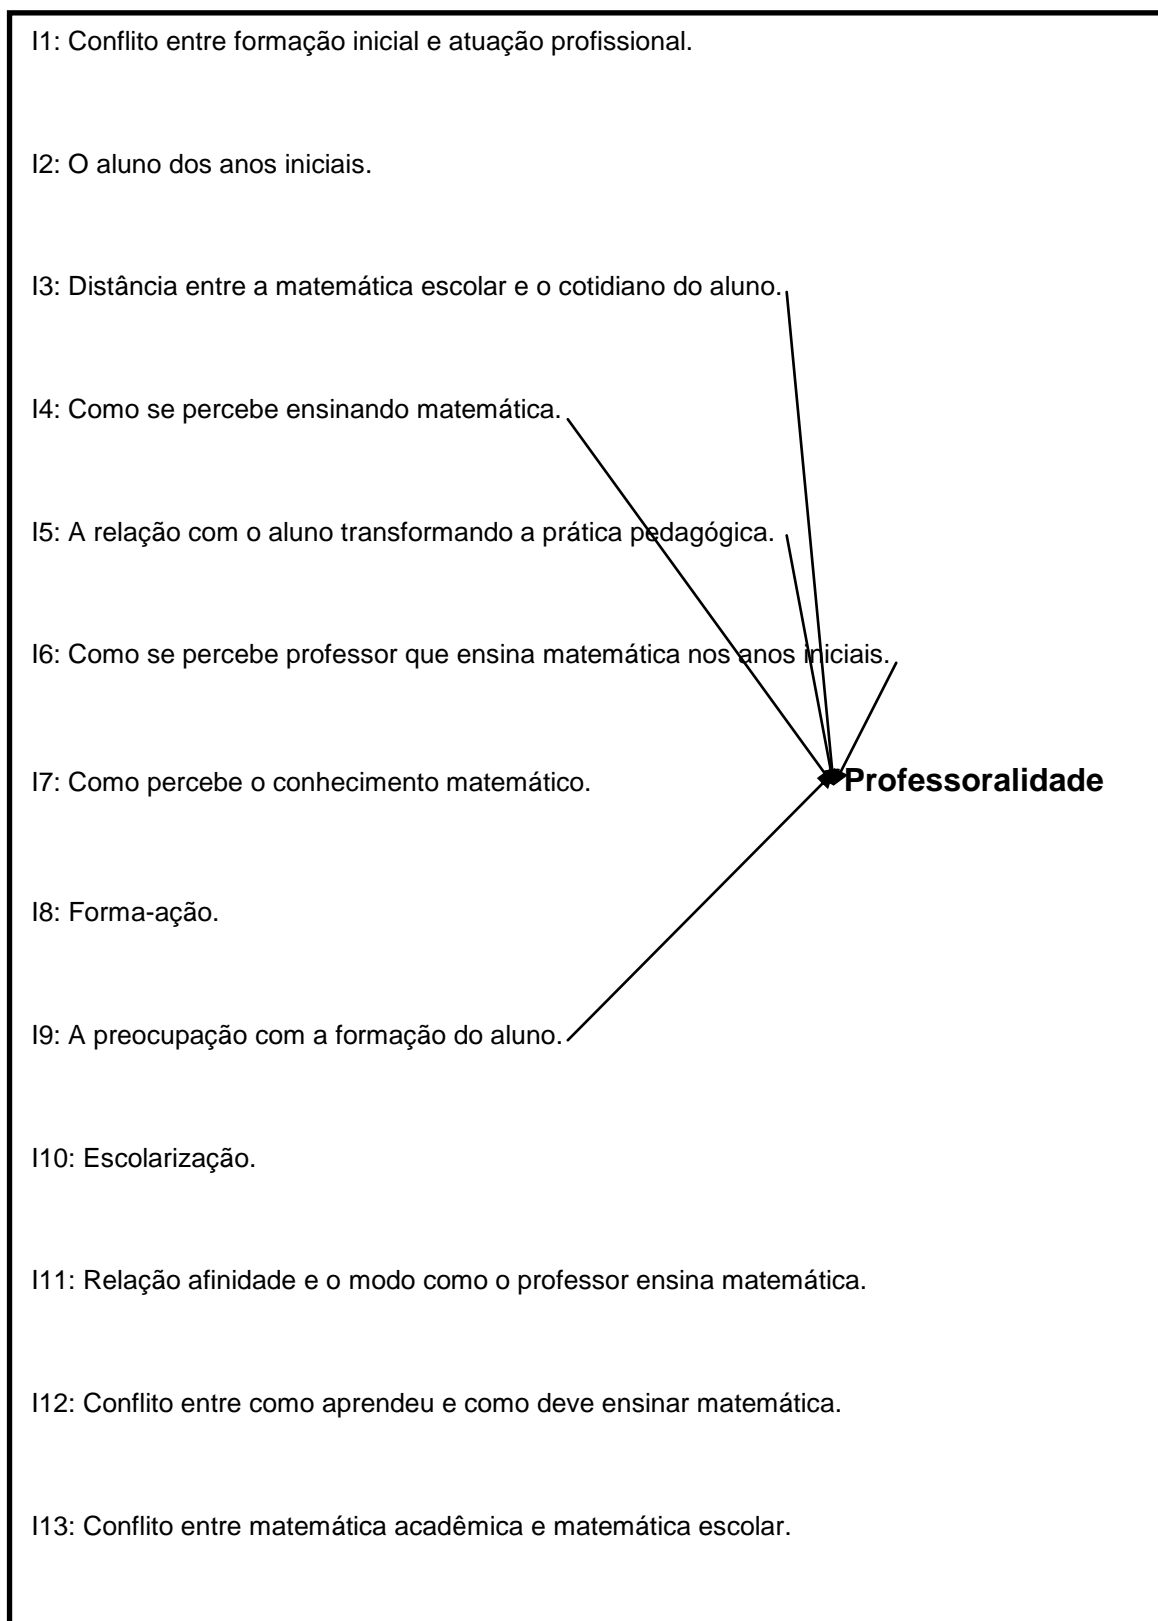 I1: Conflito entre formação inicial e atuação profissional.
I2: O aluno dos anos iniciais.
I3: Distância entre a matemática escolar e o cotidiano do aluno.
I4: Como se percebe ensinando matemática.
I5: A relação com o aluno transformando a prática pedagógica.
I6: Como se percebe professor que ensina matemática nos anos iniciais.
I7: Como percebe o conhecimento matemático.
Professoralidade
I8: Forma-ação.
I9: A preocupação com a formação do aluno.
I10: Escolarização.
I11: Relação afinidade e o modo como o professor ensina matemática.
I12: Conflito entre como aprendeu e como deve ensinar matemática.
I13: Conflito entre matemática acadêmica e matemática escolar.